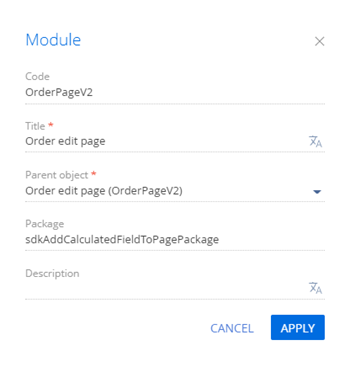 Module
Code
OrderPageV2
Title *
Order edit page
Parent object *
Order edit page (OrderPageV2)
Package
sdkAddCalculatedFieldToPagePackage
Description
CANCEL APPLY